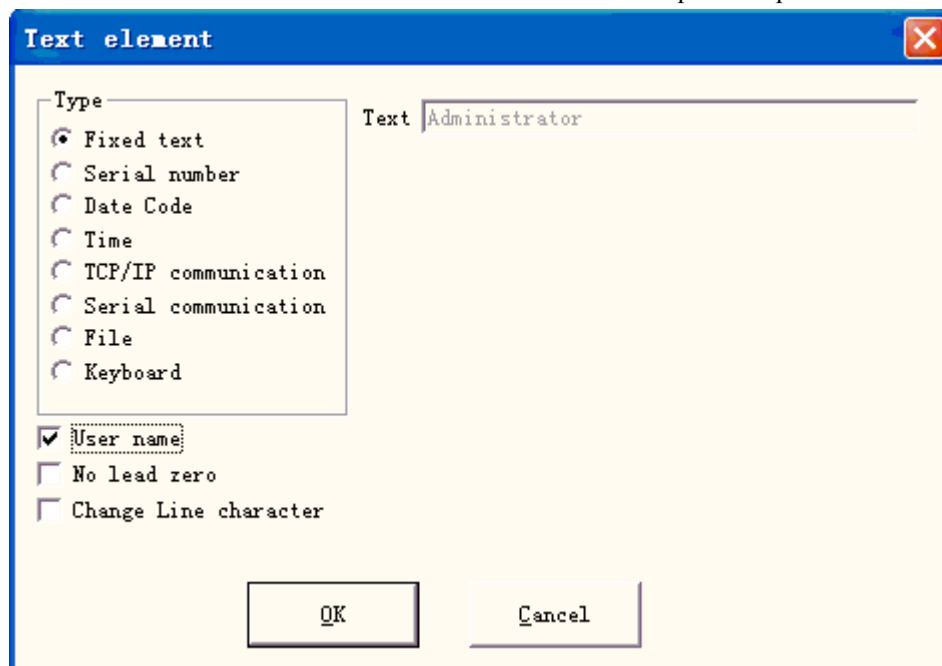 Text element
Type
Fixed text
Serial number
Date Code
Time
TCP/IP communication
Serial communication
File
Keyboard
Text Administrator
User name
No lead zero
Change Line character
OK Cancel